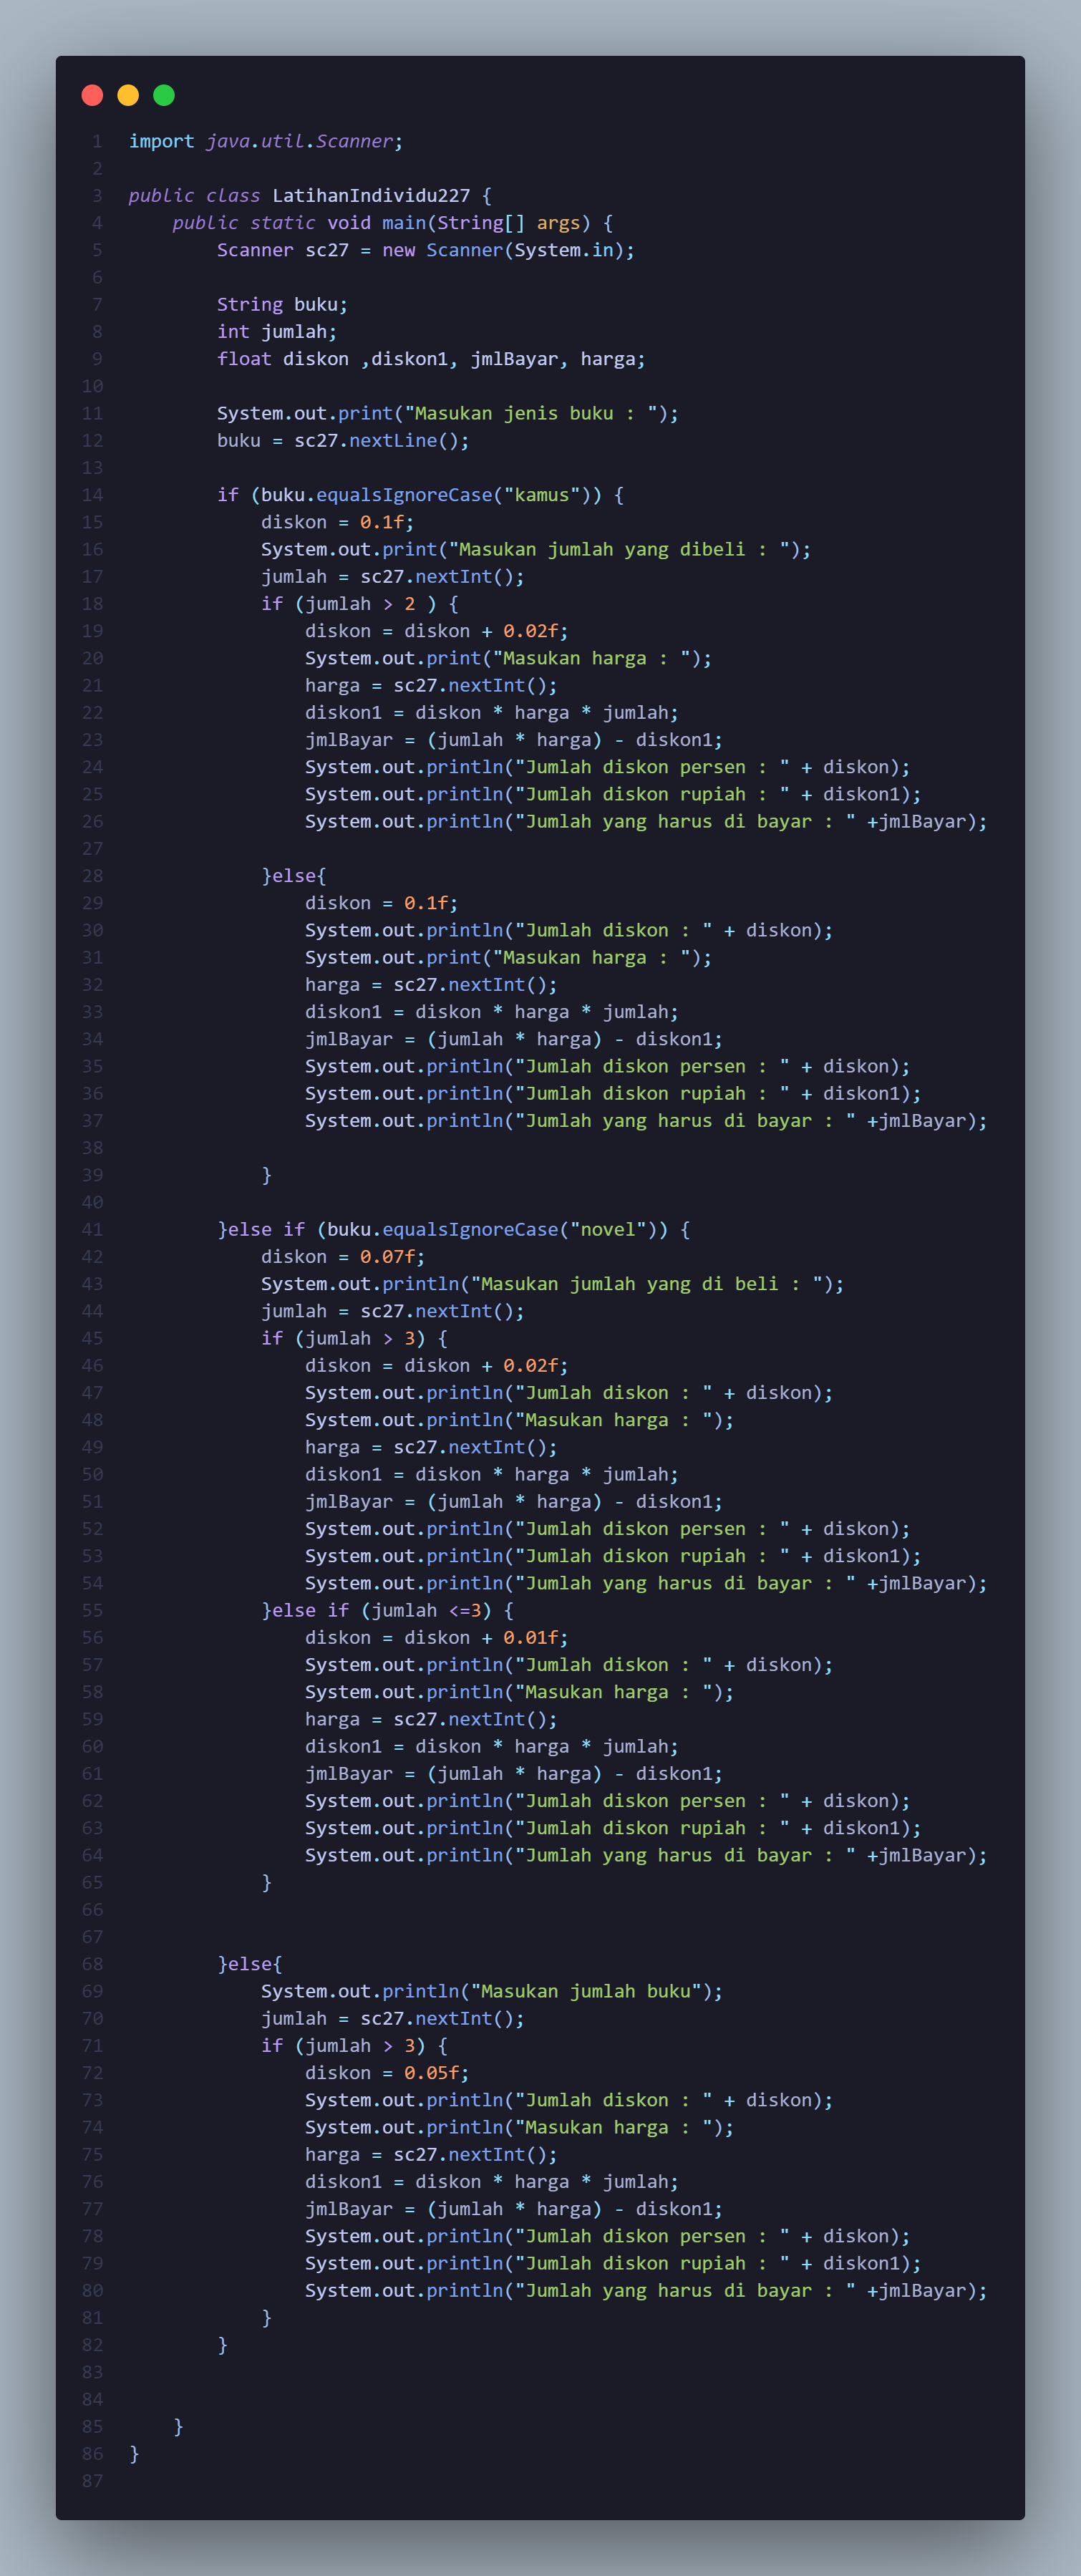 1 import java.util.Scanner;
2
3 public class LatihanIndividu227 {
4     public static void main(String[] args) {
5         Scanner sc27 = new Scanner(System.in);
6
7         String buku;
8         int jumlah;
9         float diskon ,diskon1, jmlBayar, harga;
10
11         System.out.print("Masukan jenis buku : ");
12         buku = sc27.nextLine();
13
14         if (buku.equalsIgnoreCase("kamus")) {
15             diskon = 0.1f;
16             System.out.print("Masukan jumlah yang dibeli : ");
17             jumlah = sc27.nextInt();
18             if (jumlah > 2 ) {
19                 diskon = diskon + 0.02f;
20                 System.out.print("Masukan harga : ");
21                 harga = sc27.nextInt();
22                 diskon1 = diskon * harga * jumlah;
23                 jmlBayar = (jumlah * harga) - diskon1;
24                 System.out.println("Jumlah diskon persen : " + diskon);
25                 System.out.println("Jumlah diskon rupiah : " + diskon1);
26                 System.out.println("Jumlah yang harus di bayar : " +jmlBayar);
27
28             }else{
29                 diskon = 0.1f;
30                 System.out.println("Jumlah diskon : " + diskon);
31                 System.out.print("Masukan harga : ");
32                 harga = sc27.nextInt();
33                 diskon1 = diskon * harga * jumlah;
34                 jmlBayar = (jumlah * harga) - diskon1;
35                 System.out.println("Jumlah diskon persen : " + diskon);
36                 System.out.println("Jumlah diskon rupiah : " + diskon1);
37                 System.out.println("Jumlah yang harus di bayar : " +jmlBayar);
38
39             }
40
41         }else if (buku.equalsIgnoreCase("novel")) {
42             diskon = 0.07f;
43             System.out.println("Masukan jumlah yang di beli : ");
44             jumlah = sc27.nextInt();
45             if (jumlah > 3) {
46                 diskon = diskon + 0.02f;
47                 System.out.println("Jumlah diskon : " + diskon);
48                 System.out.println("Masukan harga : ");
49                 harga = sc27.nextInt();
50                 diskon1 = diskon * harga * jumlah;
51                 jmlBayar = (jumlah * harga) - diskon1;
52                 System.out.println("Jumlah diskon persen : " + diskon);
53                 System.out.println("Jumlah diskon rupiah : " + diskon1);
54                 System.out.println("Jumlah yang harus di bayar : " +jmlBayar);
55             }else if (jumlah <=3) {
56                 diskon = diskon + 0.01f;
57                 System.out.println("Jumlah diskon : " + diskon);
58                 System.out.println("Masukan harga : ");
59                 harga = sc27.nextInt();
60                 diskon1 = diskon * harga * jumlah;
61                 jmlBayar = (jumlah * harga) - diskon1;
62                 System.out.println("Jumlah diskon persen : " + diskon);
63                 System.out.println("Jumlah diskon rupiah : " + diskon1);
64                 System.out.println("Jumlah yang harus di bayar : " +jmlBayar);
65             }
66
67
68         }else{
69             System.out.println("Masukan jumlah buku");
70             jumlah = sc27.nextInt();
71             if (jumlah > 3) {
72                 diskon = 0.05f;
73                 System.out.println("Jumlah diskon : " + diskon);
74                 System.out.println("Masukan harga : ");
75                 harga = sc27.nextInt();
76                 diskon1 = diskon * harga * jumlah;
77                 jmlBayar = (jumlah * harga) - diskon1;
78                 System.out.println("Jumlah diskon persen : " + diskon);
79                 System.out.println("Jumlah diskon rupiah : " + diskon1);
80                 System.out.println("Jumlah yang harus di bayar : " +jmlBayar);
81             }
82         }
83
84
85     }
86 }
87